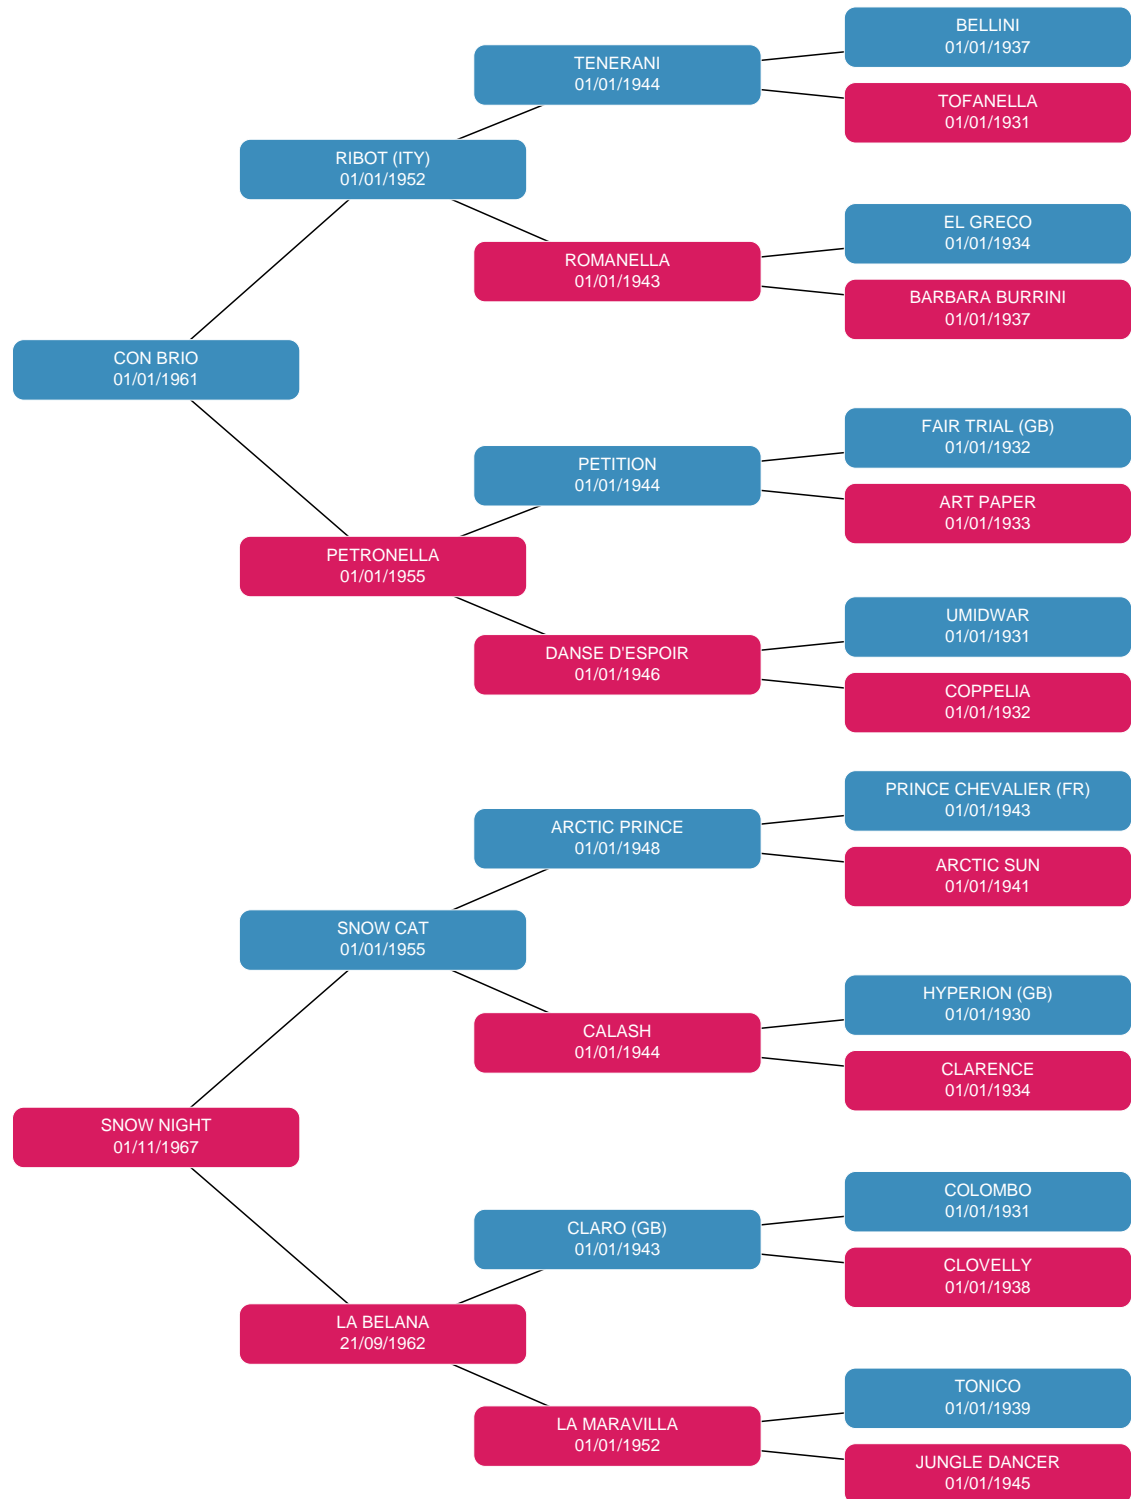 BELLINI
01/01/1937
TENERANI
01/01/1944
TOFANELLA
01/01/1931
RIBOT (ITY)
01/01/1952
EL GRECO
01/01/1934
ROMANELLA
01/01/1943
BARBARA BURRINI
01/01/1937
CON BRIO
01/01/1961
FAIR TRIAL (GB)
01/01/1932
PETITION
01/01/1944
ART PAPER
01/01/1933
PETRONELLA
01/01/1955
UMIDWAR
01/01/1931
DANSE D'ESPOIR
01/01/1946
COPPELIA
01/01/1932
PRINCE CHEVALIER (FR)
01/01/1943
ARCTIC PRINCE
01/01/1948
ARCTIC SUN
01/01/1941
SNOW CAT
01/01/1955
HYPERION (GB)
01/01/1930
CALASH
01/01/1944
CLARENCE
01/01/1934
SNOW NIGHT
01/11/1967
COLOMBO
01/01/1931
CLARO (GB)
01/01/1943
CLOVELLY
01/01/1938
LA BELANA
21/09/1962
TONICO
01/01/1939
LA MARAVILLA
01/01/1952
JUNGLE DANCER
01/01/1945